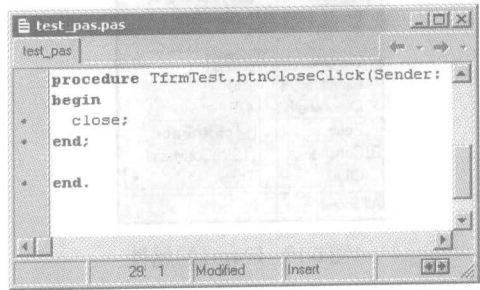 test_pas.pas
test_pas
procedure TfrmTest.btnCloseClick(Sender:
begin
close;
end;
end.
29: 1 Modified Insert